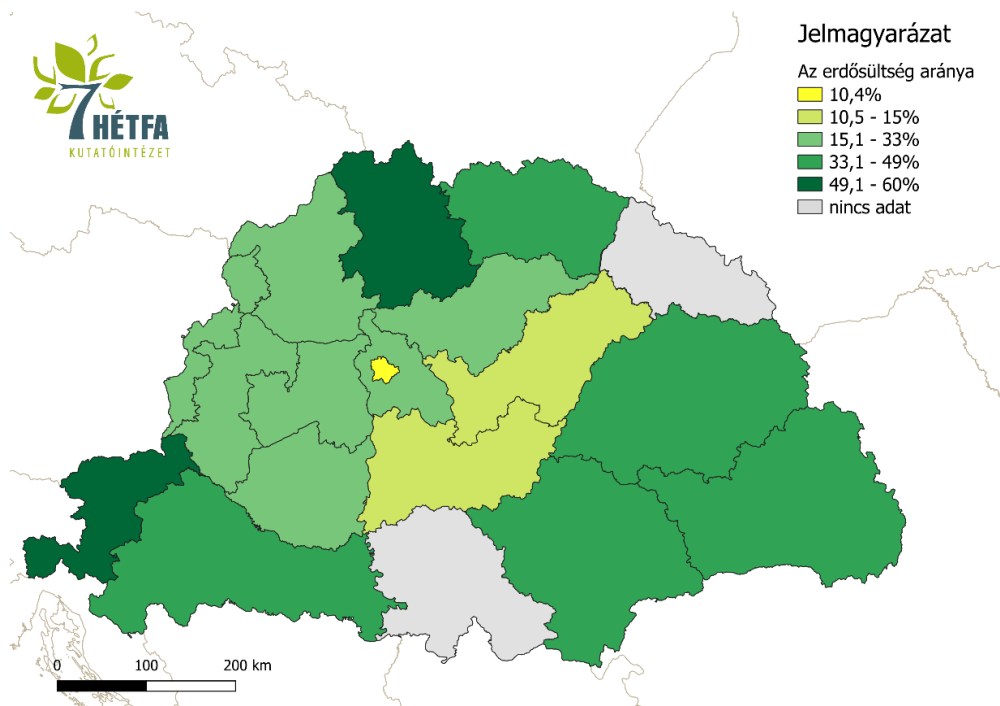 7 HÉTFA
KUTATÓINTÉZET
Jelmagyarázat
Az erdősültség aránya
10,4%
10,5 - 15%
15,1 - 33%
33,1 - 49%
49,1 - 60%
nincs adat
0 100 200 km